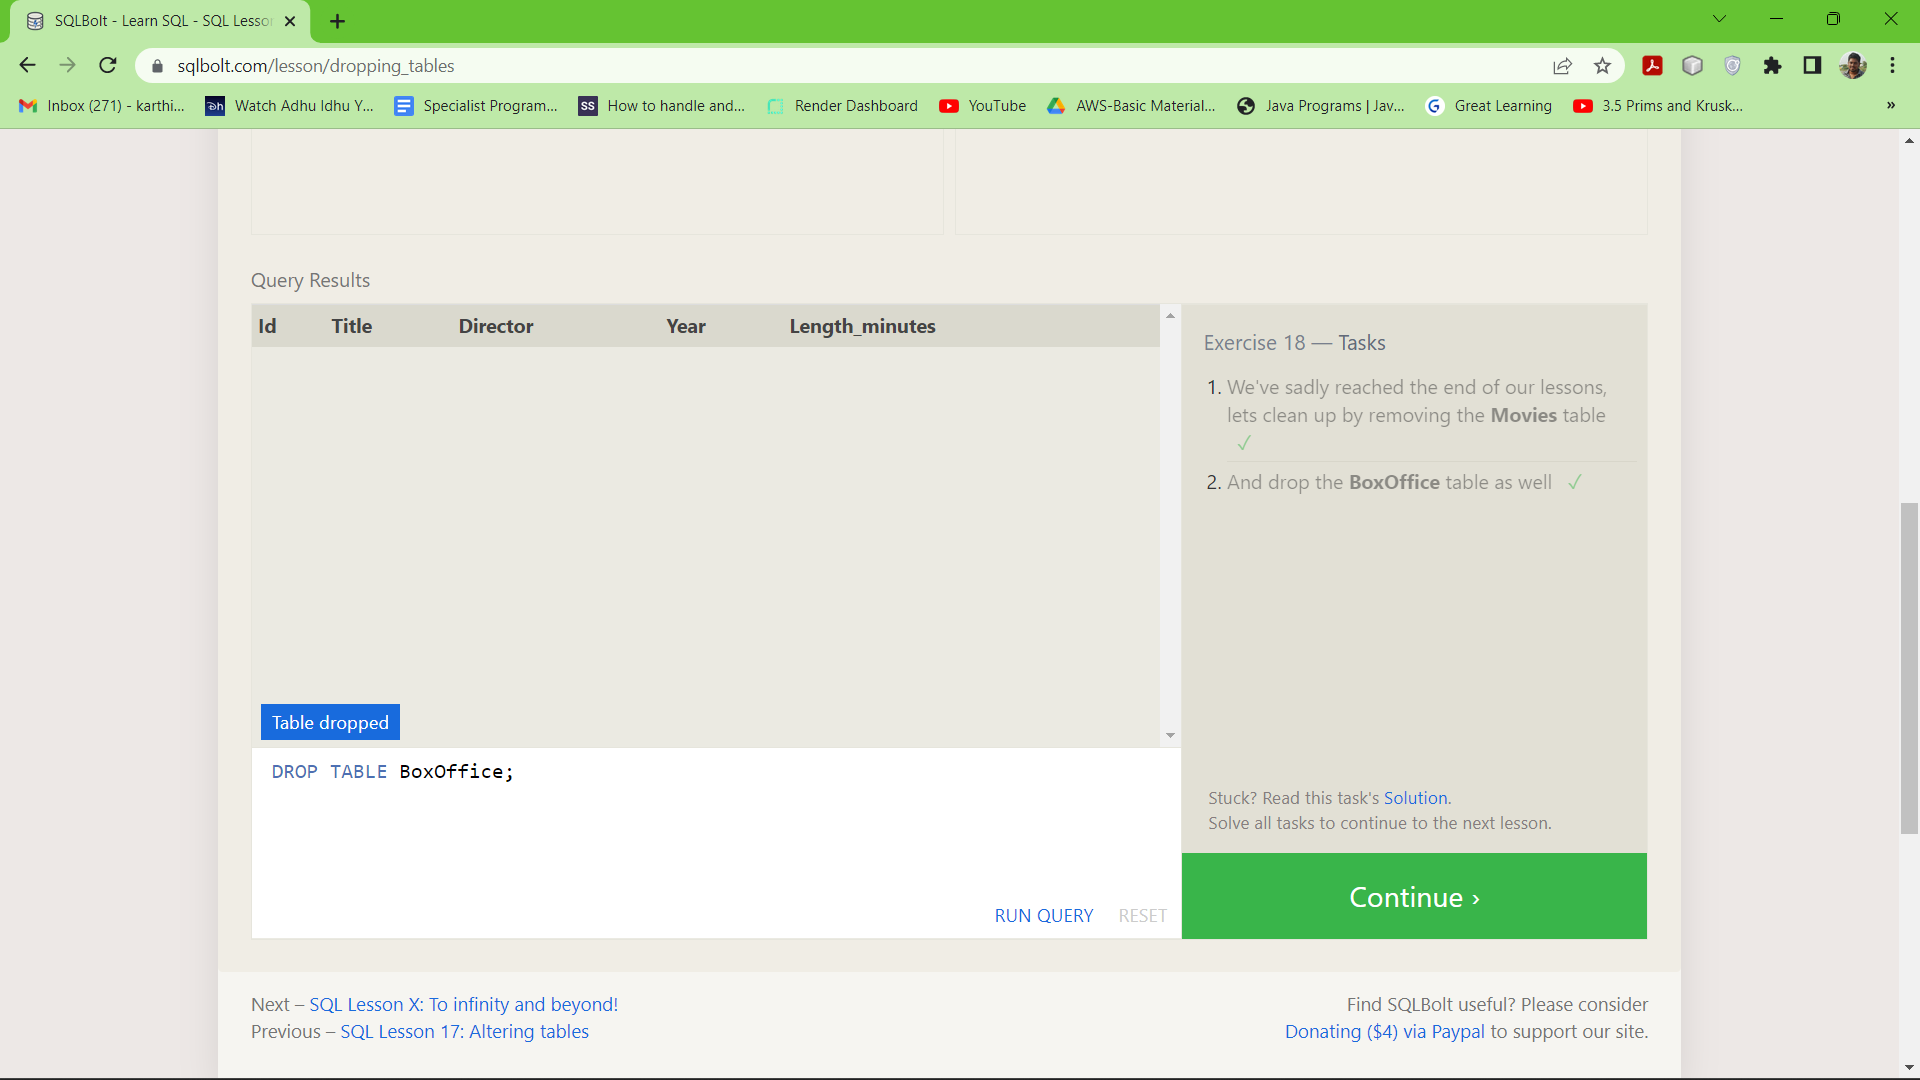 SQLBolt - Learn SQL - SQL Lesson
sqlbolt.com/lesson/dropping_tables
Inbox (271) - karthi...
Watch Adhu Idhu Y...
Specialist Program...
SS
How to handle and...
Render Dashboard
YouTube
AWS-Basic Material...
Java Programs | Jav...
Great Learning
3.5 Prims and Krusk...
»
Query Results
Id Title Director Year Length_minutes
Table dropped
DROP TABLE BoxOffice;
RUN QUERY RESET
Exercise 18 — Tasks
1. We've sadly reached the end of our lessons,
lets clean up by removing the Movies table
✓
2. And drop the BoxOffice table as well ✓
Stuck? Read this task's Solution.
Solve all tasks to continue to the next lesson.
Continue ›
Next – SQL Lesson X: To infinity and beyond!
Previous – SQL Lesson 17: Altering tables
Find SQLBolt useful? Please consider
Donating ($4) via Paypal to support our site.